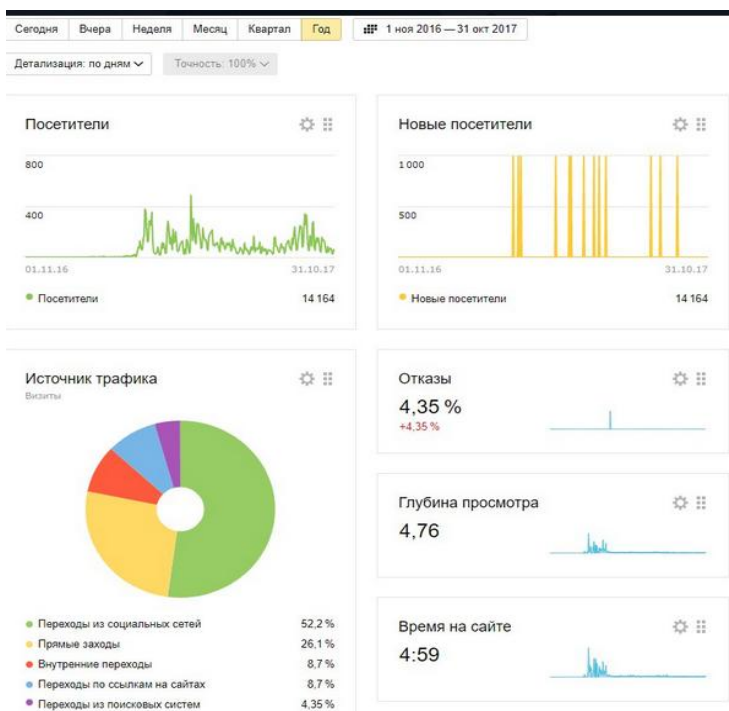 Сегодня Вчера Неделя Месяц Квартал Год 1 ноя 2016 — 31 окт 2017
Детализация: по дням Точность: 100%
Посетители
800
400
01.11.16 31.10.17
Посетители 14 164
Новые посетители
1 000
500
01.11.16 31.10.17
Новые посетители 14 164
Источник трафика
Визиты
Переходы из социальных сетей 52,2 %
Прямые заходы 26,1 %
Внутренние переходы 8,7 %
Переходы по ссылкам на сайтах 8,7 %
Переходы из поисковых систем 4,35 %
Отказы
4,35 %
+4,35 %
Глубина просмотра
4,76
Время на сайте
4:59